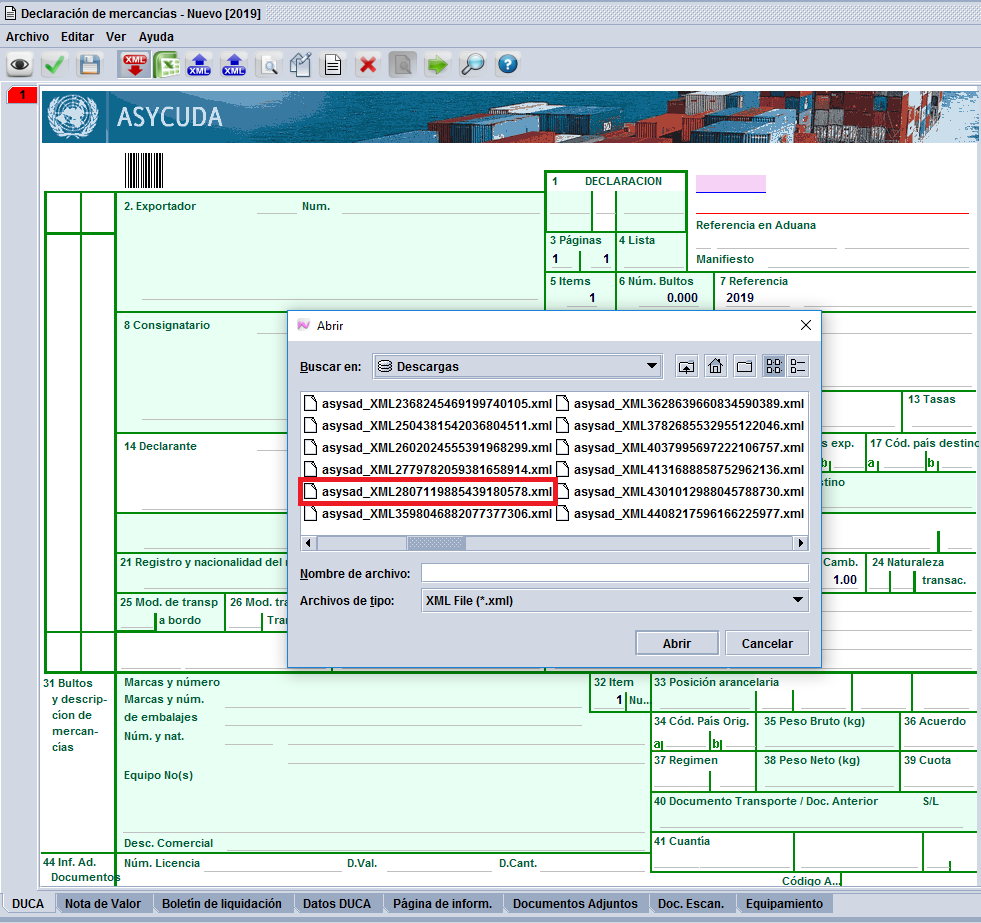 Declaración de mercancías - Nuevo [2019]
Archivo Editar Ver Ayuda
XML XML XML
1
ASYCUDA
1 DECLARACION
2. Exportador Num.
Referencia en Aduana
3 Páginas 4 Lista
1 1
Manifiesto
5 Items 6 Núm. Bultos 7 Referencia
1 0.000 2019
8 Consignatario
Abrir
Buscar en: Descargas
asysad_XML2368245469199740105.xml asysad_XML3628639660834590389.xml
asysad_XML2504381542036804511.xml asysad_XML3782685532955122046.xml
asysad_XML2602024555391968299.xml asysad_XML4037995697222106757.xml
asysad_XML2779782059381658914.xml asysad_XML4131688858752962136.xml
asysad_XML2807119885439180578.xml asysad_XML4301012988045788730.xml
asysad_XML3598046882077377306.xml asysad_XML4408217596166225977.xml
Nombre de archivo:
Archivos de tipo: XML File (*.xml)
Abrir Cancelar
13 Tasas
14 Declarante
s exp. 17 Cód. país destino
b a b
stino
21 Registro y nacionalidad del
Camb. 24 Naturaleza
1.00 transac.
25 Mod. de transp 26 Mod. tra
a bordo Tra
31 Bultos
y descrip-
cion de
mercan-
cías
Marcas y número
Marcas y núm.
de embalajes
Núm. y nat.
Equipo No(s)
Desc. Comercial
32 Item 33 Posición arancelaria
1 Nu...
34 Cód. País Orig. 35 Peso Bruto (kg) 36 Acuerdo
a b
37 Regimen 38 Peso Neto (kg) 39 Cuota
40 Documento Transporte / Doc. Anterior S/L
41 Cuantía
44 Inf. Ad. Núm. Licencia D.Val. D.Cant.
Documentos
Código A...
DUCA Nota de Valor Boletín de liquidación Datos DUCA Página de inform. Documentos Adjuntos Doc. Escan. Equipamiento